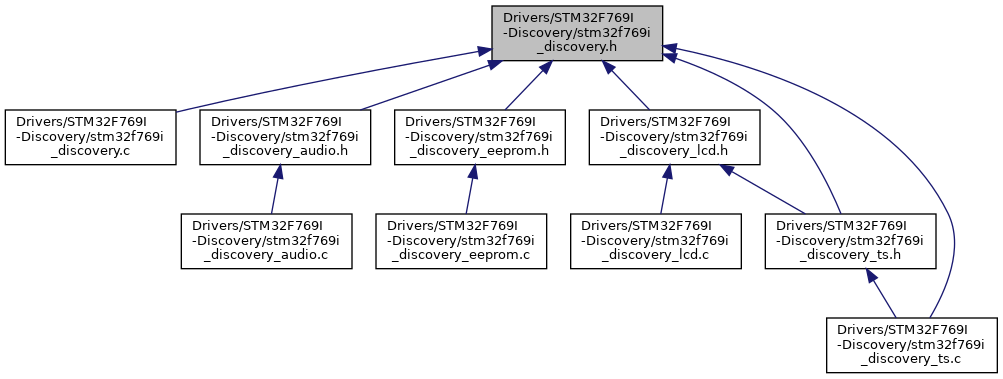 Drivers/STM32F769I
-Discovery/stm32f769i
_discovery.h
Drivers/STM32F769I
-Discovery/stm32f769i
_discovery.c
Drivers/STM32F769I
-Discovery/stm32f769i
_discovery_audio.h
Drivers/STM32F769I
-Discovery/stm32f769i
_discovery_eeprom.h
Drivers/STM32F769I
-Discovery/stm32f769i
_discovery_lcd.h
Drivers/STM32F769I
-Discovery/stm32f769i
_discovery_audio.c
Drivers/STM32F769I
-Discovery/stm32f769i
_discovery_eeprom.c
Drivers/STM32F769I
-Discovery/stm32f769i
_discovery_lcd.c
Drivers/STM32F769I
-Discovery/stm32f769i
_discovery_ts.h
Drivers/STM32F769I
-Discovery/stm32f769i
_discovery_ts.c